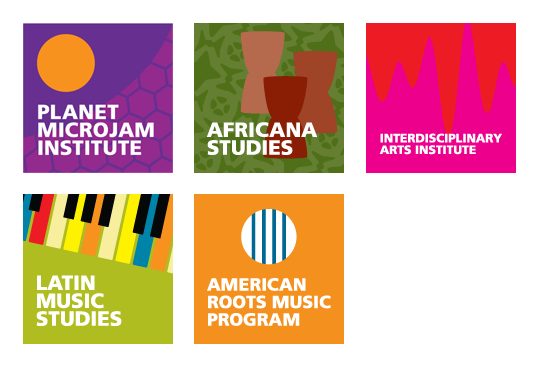 PLANET
MICROJAM
INSTITUTE
AFRICANA
STUDIES
INTERDISCIPLINARY
ARTS INSTITUTE
LATIN
MUSIC
STUDIES
AMERICAN
ROOTS MUSIC
PROGRAM